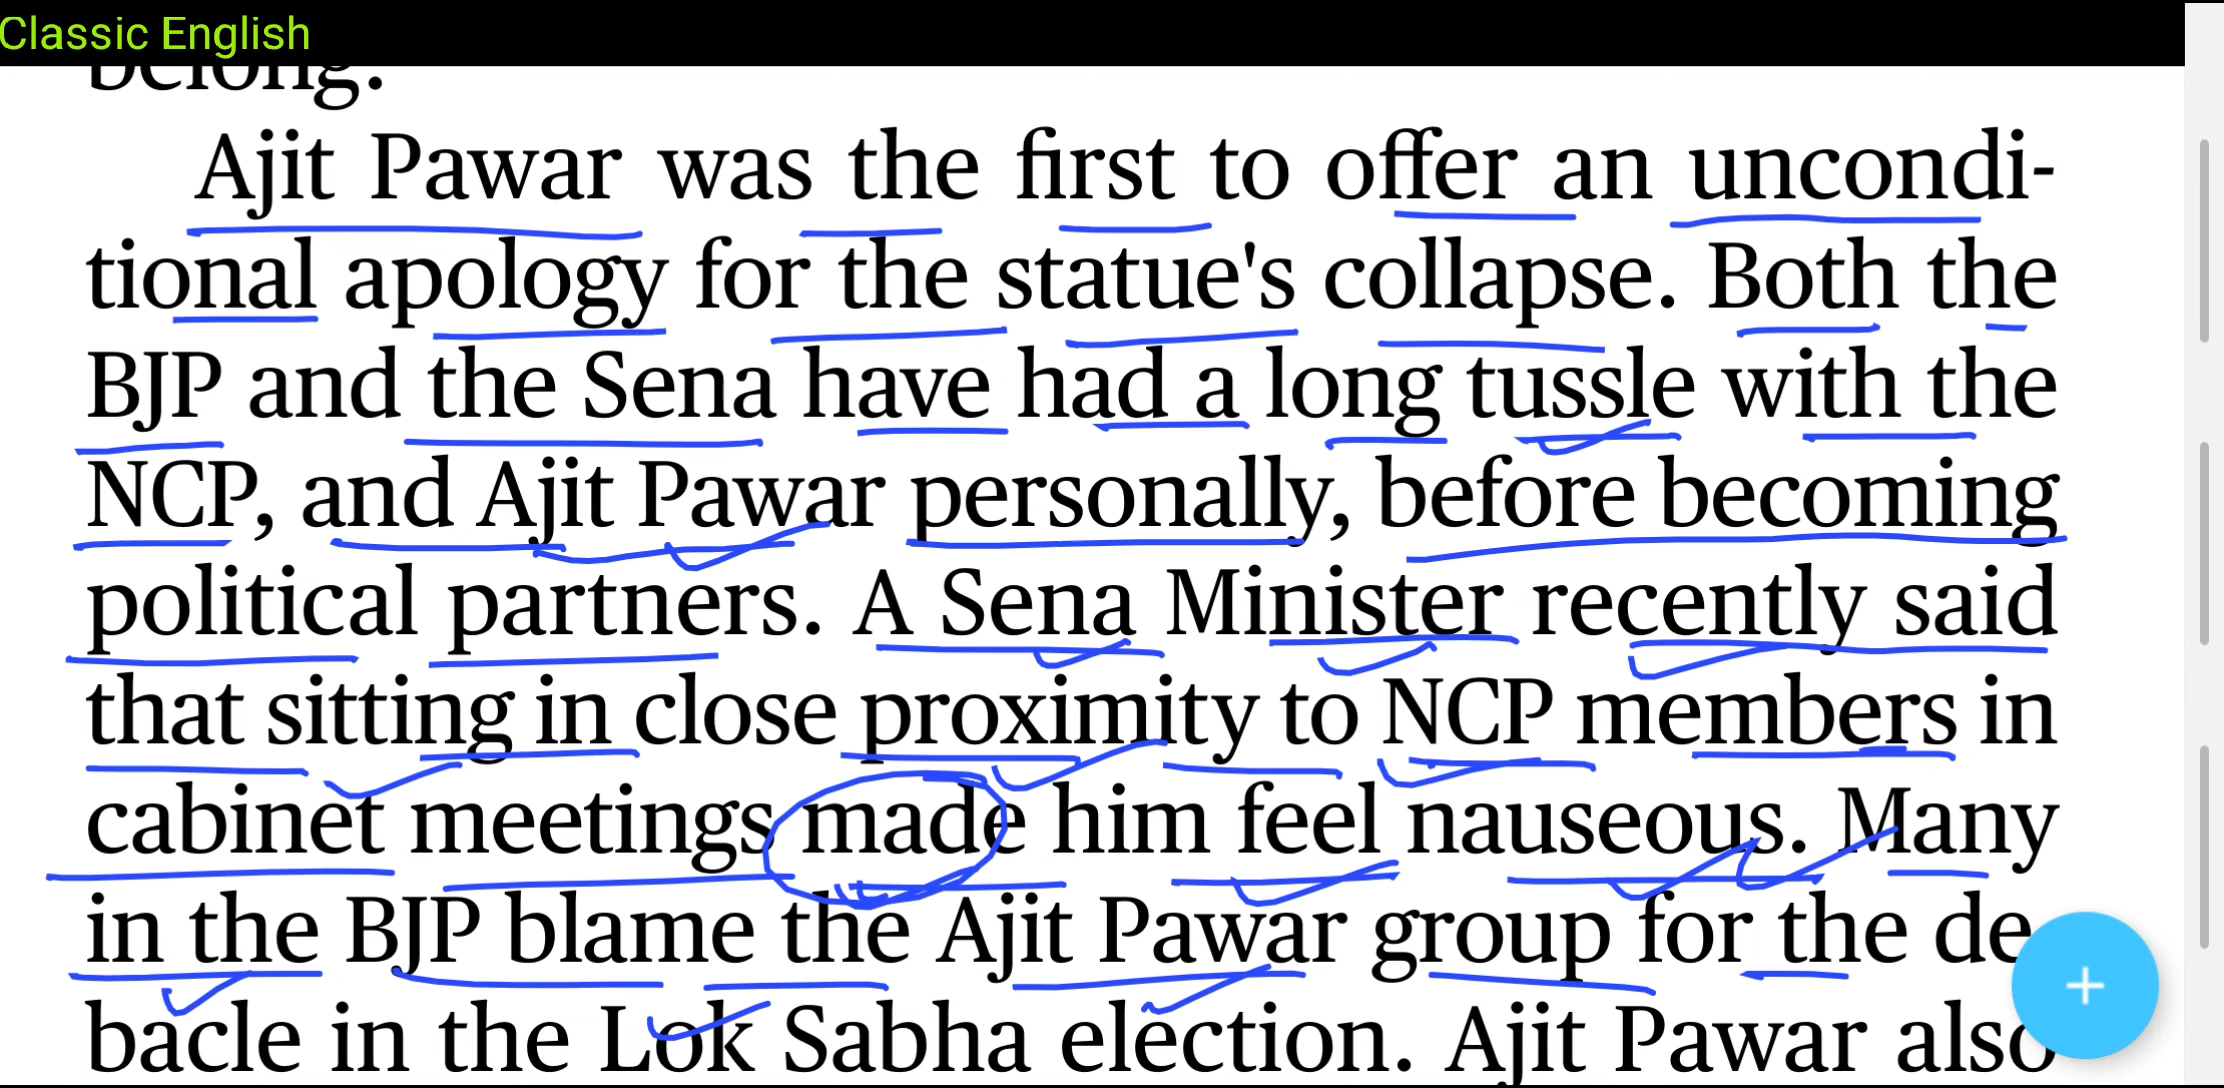 Classic English
belong.
Ajit Pawar was the first to offer an uncondi-
tional apology for the statue's collapse. Both the
BJP and the Sena have had a long tussle with the
NCP, and Ajit Pawar personally, before becoming
political partners. A Sena Minister recently said
that sitting in close proximity to NCP members in
cabinet meetings made him feel nauseous. Many
in the BJP blame the Ajit Pawar group for the de
bacle in the Lok Sabha election. Ajit Pawar also
+